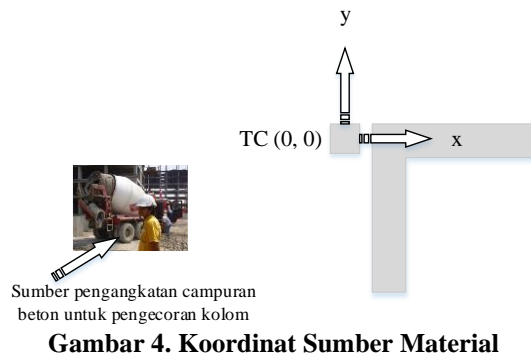 y
TC (0, 0)
x
Sumber pengangkatan campuran
beton untuk pengecoran kolom
Gambar 4. Koordinat Sumber Material